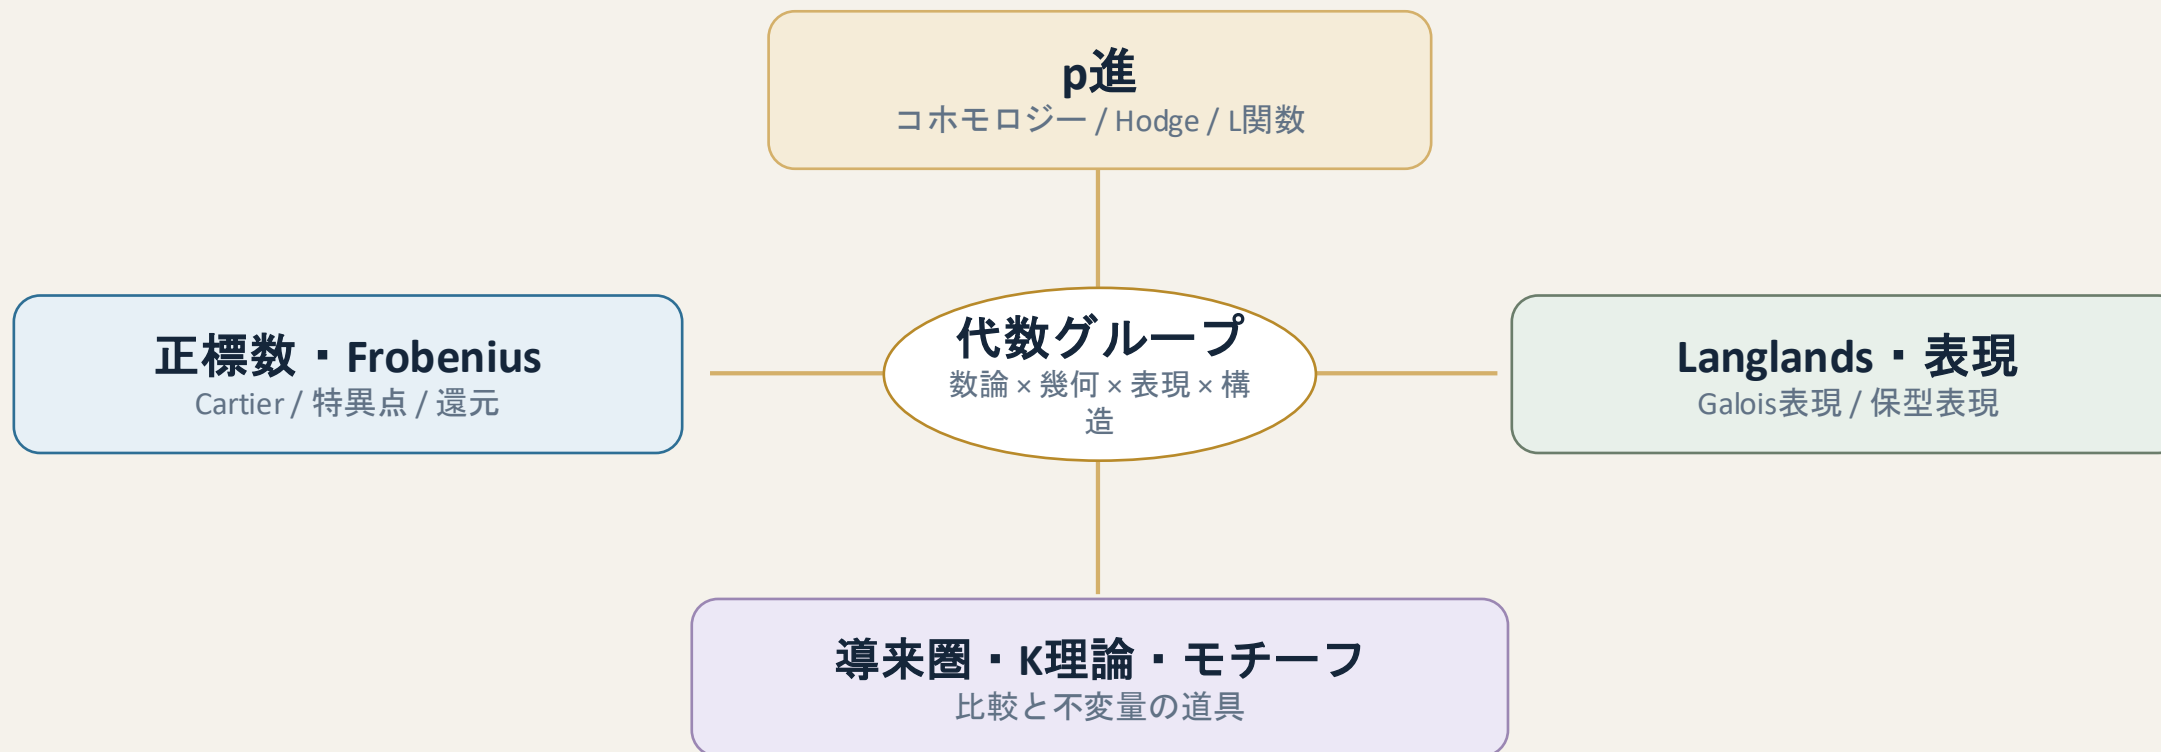 p進
コホモロジー / Hodge / L関数
正標数・Frobenius
Cartier / 特異点 / 還元
代数グループ
数論 × 幾何 × 表現 × 構
造
Langlands・表現
Galois表現 / 保型表現
導来圏・K理論・モチーフ
比較と不変量の道具